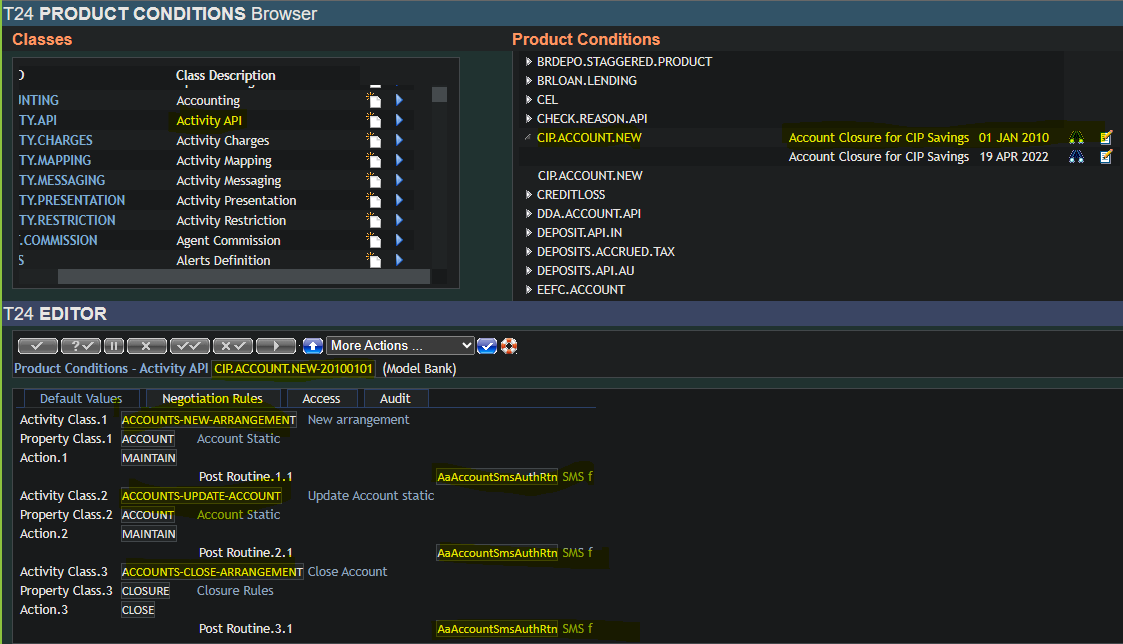 T24 PRODUCT CONDITIONS Browser
Classes
Class Description
NTING Accounting
TY.API Activity API
TY.CHARGES Activity Charges
TY.MAPPING Activity Mapping
TY.MESSAGING Activity Messaging
TY.PRESENTATION Activity Presentation
TY.RESTRICTION Activity Restriction
.COMMISSION Agent Commission
S Alerts Definition
Product Conditions
BRDEPO.STAGGERED.PRODUCT
BRLOAN.LENDING
CEL
CHECK.REASON.API
CIP.ACCOUNT.NEW Account Closure for CIP Savings 01 JAN 2010
Account Closure for CIP Savings 19 APR 2022
CIP.ACCOUNT.NEW
CREDITLOSS
DDA.ACCOUNT.API
DEPOSIT.API.IN
DEPOSITS.ACCRUED.TAX
DEPOSITS.API.AU
EEFC.ACCOUNT
T24 EDITOR
More Actions ...
Product Conditions - Activity API CIP.ACCOUNT.NEW-20100101 (Model Bank)
Default Values Negotiation Rules Access Audit
Activity Class.1 ACCOUNTS-NEW-ARRANGEMENT New arrangement
Property Class.1 ACCOUNT Account Static
Action.1 MAINTAIN
Post Routine.1.1 AaAccountSmsAuthRtn SMS f
Activity Class.2 ACCOUNTS-UPDATE-ACCOUNT Update Account static
Property Class.2 ACCOUNT Account Static
Action.2 MAINTAIN
Post Routine.2.1 AaAccountSmsAuthRtn SMS f
Activity Class.3 ACCOUNTS-CLOSE-ARRANGEMENT Close Account
Property Class.3 CLOSURE Closure Rules
Action.3 CLOSE
Post Routine.3.1 AaAccountSmsAuthRtn SMS f